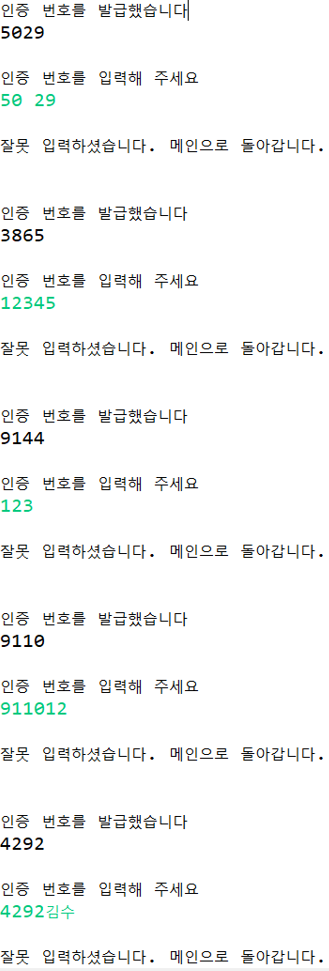 인증 번호를 발급했습니다
5029
인증 번호를 입력해 주세요
50 29
잘못 입력하셨습니다. 메인으로 돌아갑니다.
인증 번호를 발급했습니다
3865
인증 번호를 입력해 주세요
12345
잘못 입력하셨습니다. 메인으로 돌아갑니다.
인증 번호를 발급했습니다
9144
인증 번호를 입력해 주세요
123
잘못 입력하셨습니다. 메인으로 돌아갑니다.
인증 번호를 발급했습니다
9110
인증 번호를 입력해 주세요
911012
잘못 입력하셨습니다. 메인으로 돌아갑니다.
인증 번호를 발급했습니다
4292
인증 번호를 입력해 주세요
4292김수
잘못 입력하셨습니다. 메인으로 돌아갑니다.